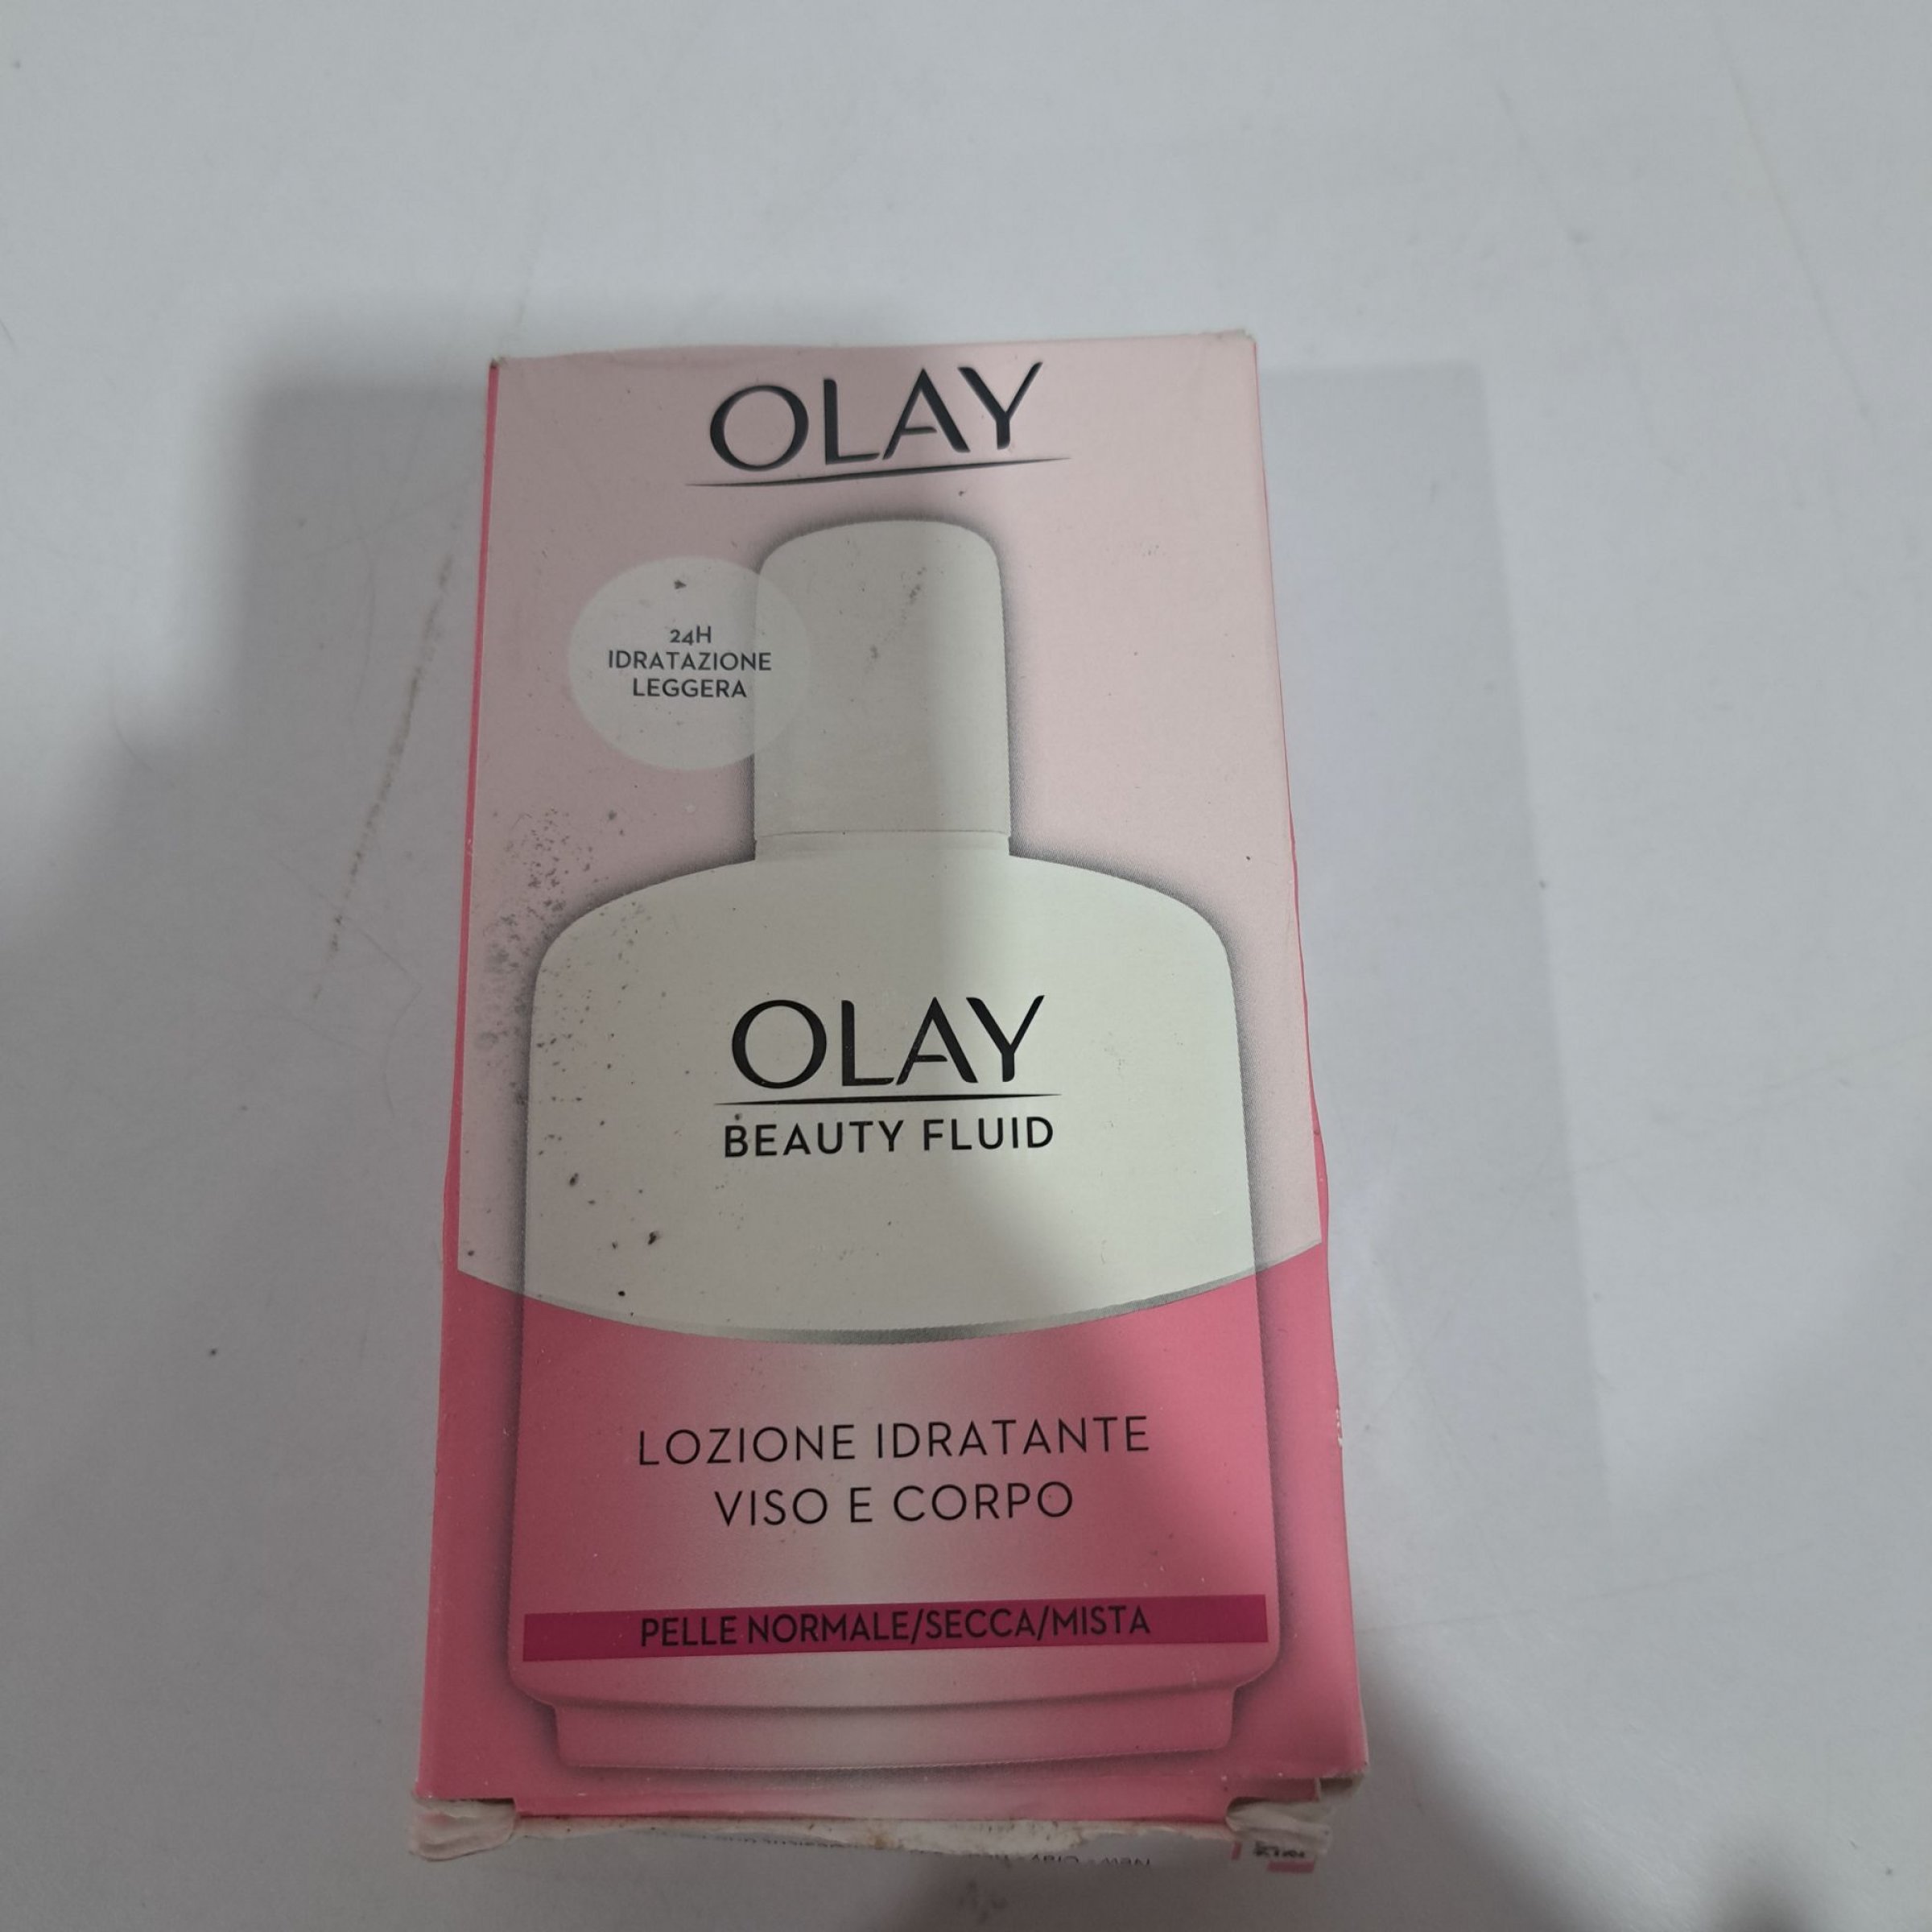 OLAY
24H
IDRATAZIONE
LEGGERA
OLAY
BEAUTY FLUID
LOZIONE IDRATANTE
VISO E CORPO
PELLE NORMALE/SECCA/MISTA